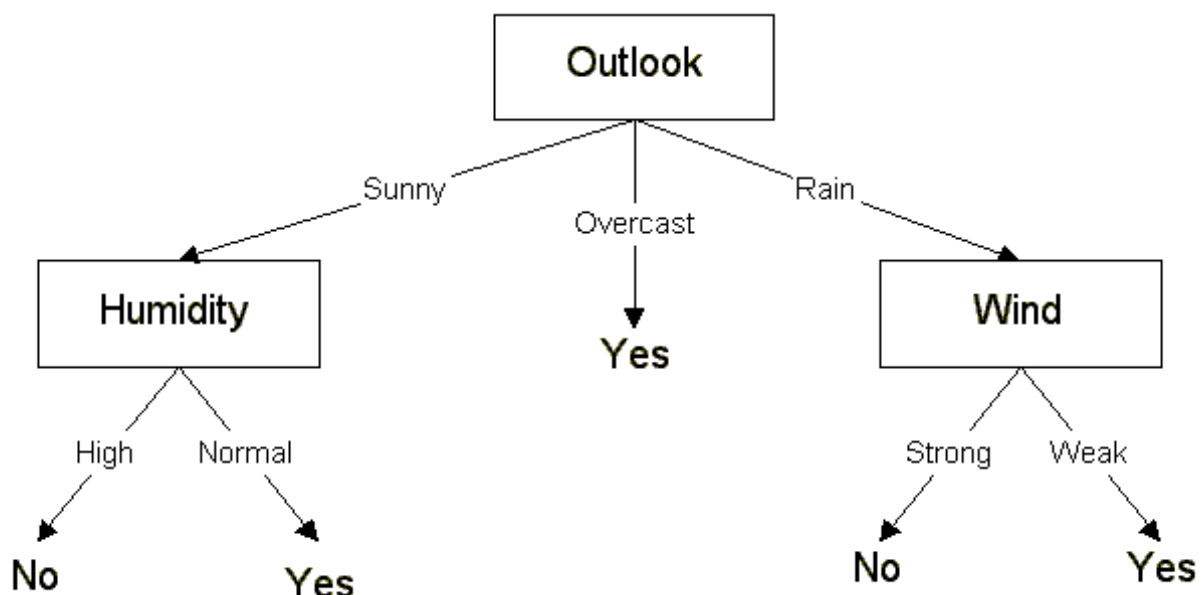 Outlook
Sunny
Overcast
Rain
Humidity
Yes
Wind
High
Normal
Strong
Weak
No
Yes
No
Yes